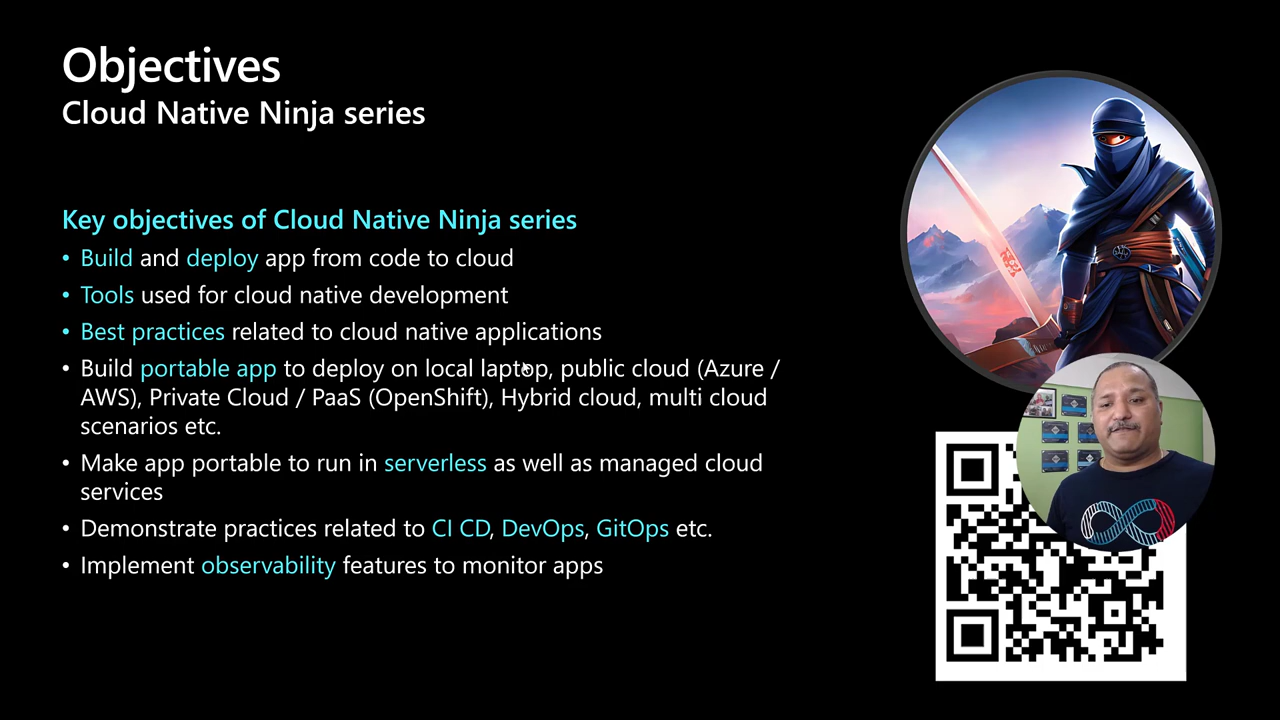 Objectives
Cloud Native Ninja series
Key objectives of Cloud Native Ninja series
• Build and deploy app from code to cloud
• Tools used for cloud native development
• Best practices related to cloud native applications
• Build portable app to deploy on local laptop, public cloud (Azure /
AWS), Private Cloud / PaaS (OpenShift), Hybrid cloud, multi cloud
scenarios etc.
• Make app portable to run in serverless as well as managed cloud
services
• Demonstrate practices related to CI CD, DevOps, GitOps etc.
• Implement observability features to monitor apps